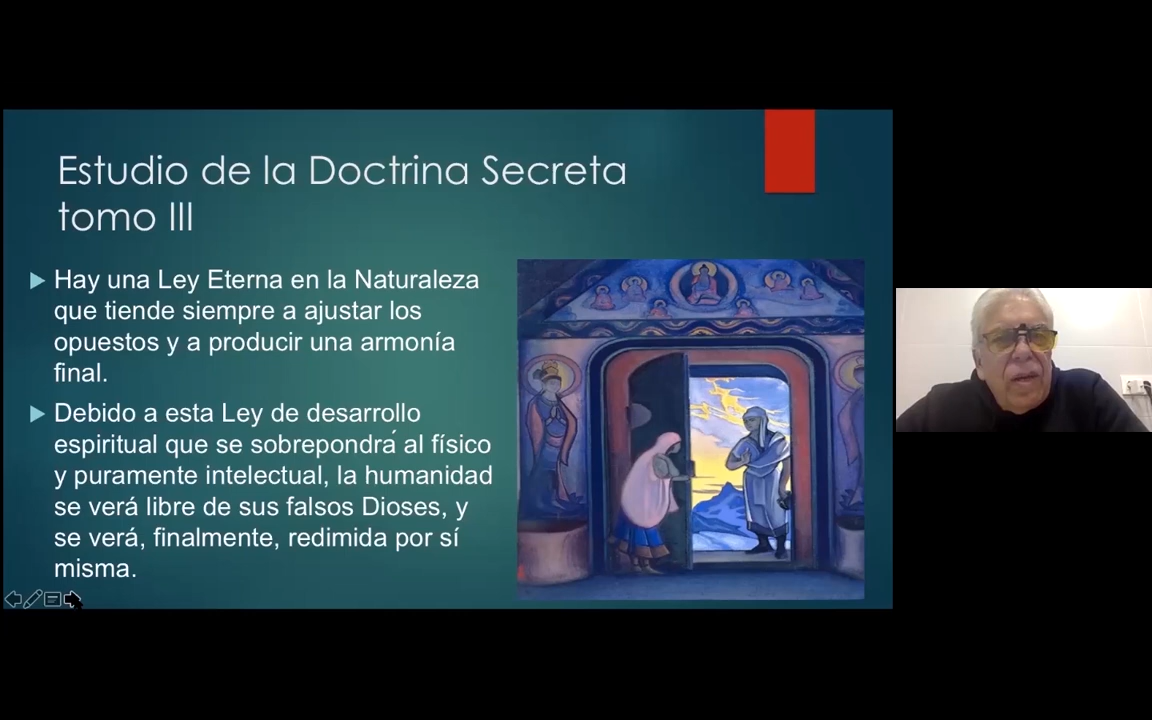 Estudio de la Doctrina Secreta
tomo III
Hay una Ley Eterna en la Naturaleza
que tiende siempre a ajustar los
opuestos y a producir una armonía
final.
Debido a esta Ley de desarrollo
espiritual que se sobrepondrá al físico
y puramente intelectual, la humanidad
se verá libre de sus falsos Dioses, y
se verá, finalmente, redimida por sí
misma.